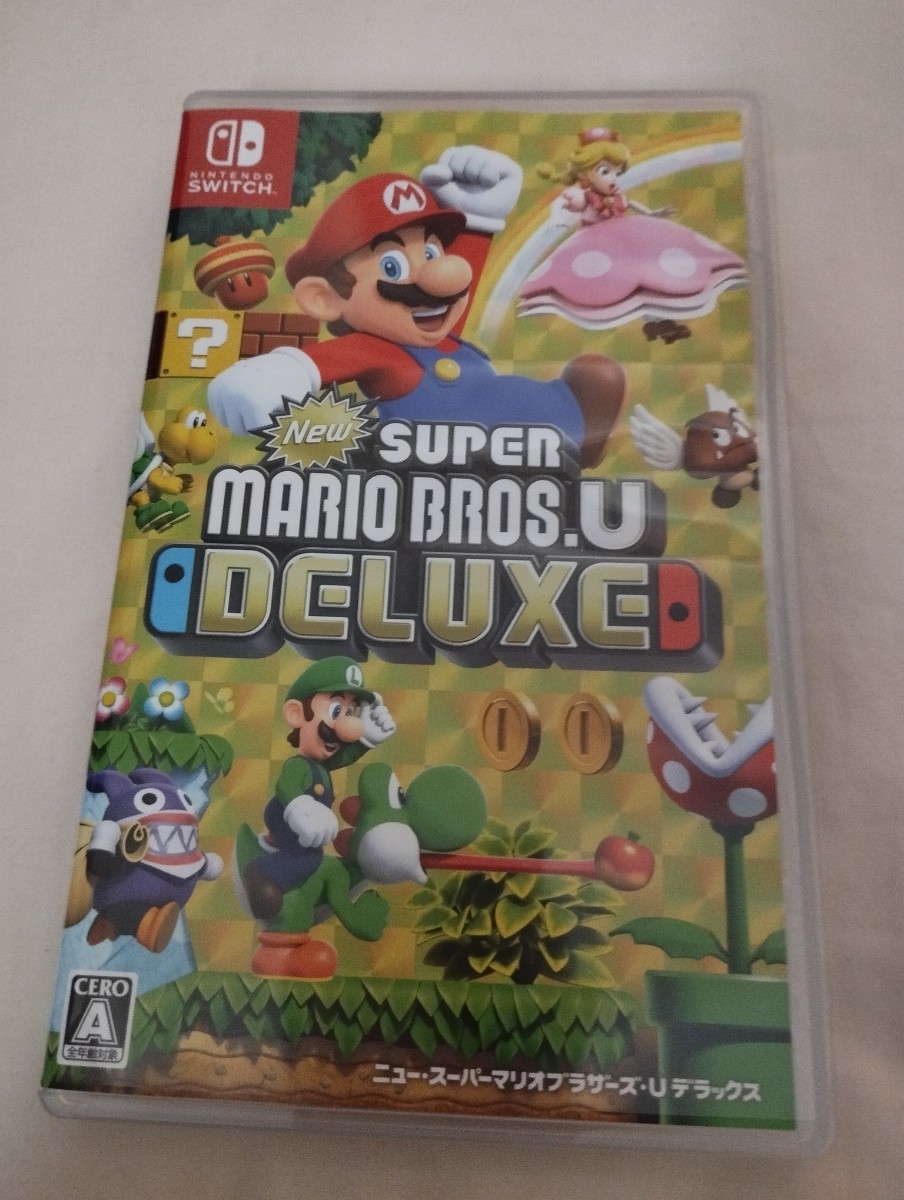 NINTENDO
SWITCH™
M
?
New SUPER
MARIO BROS.U
DELUXE
L
CERO
A
全年齢対象
ニュー・スーパーマリオブラザーズ・U デラックス